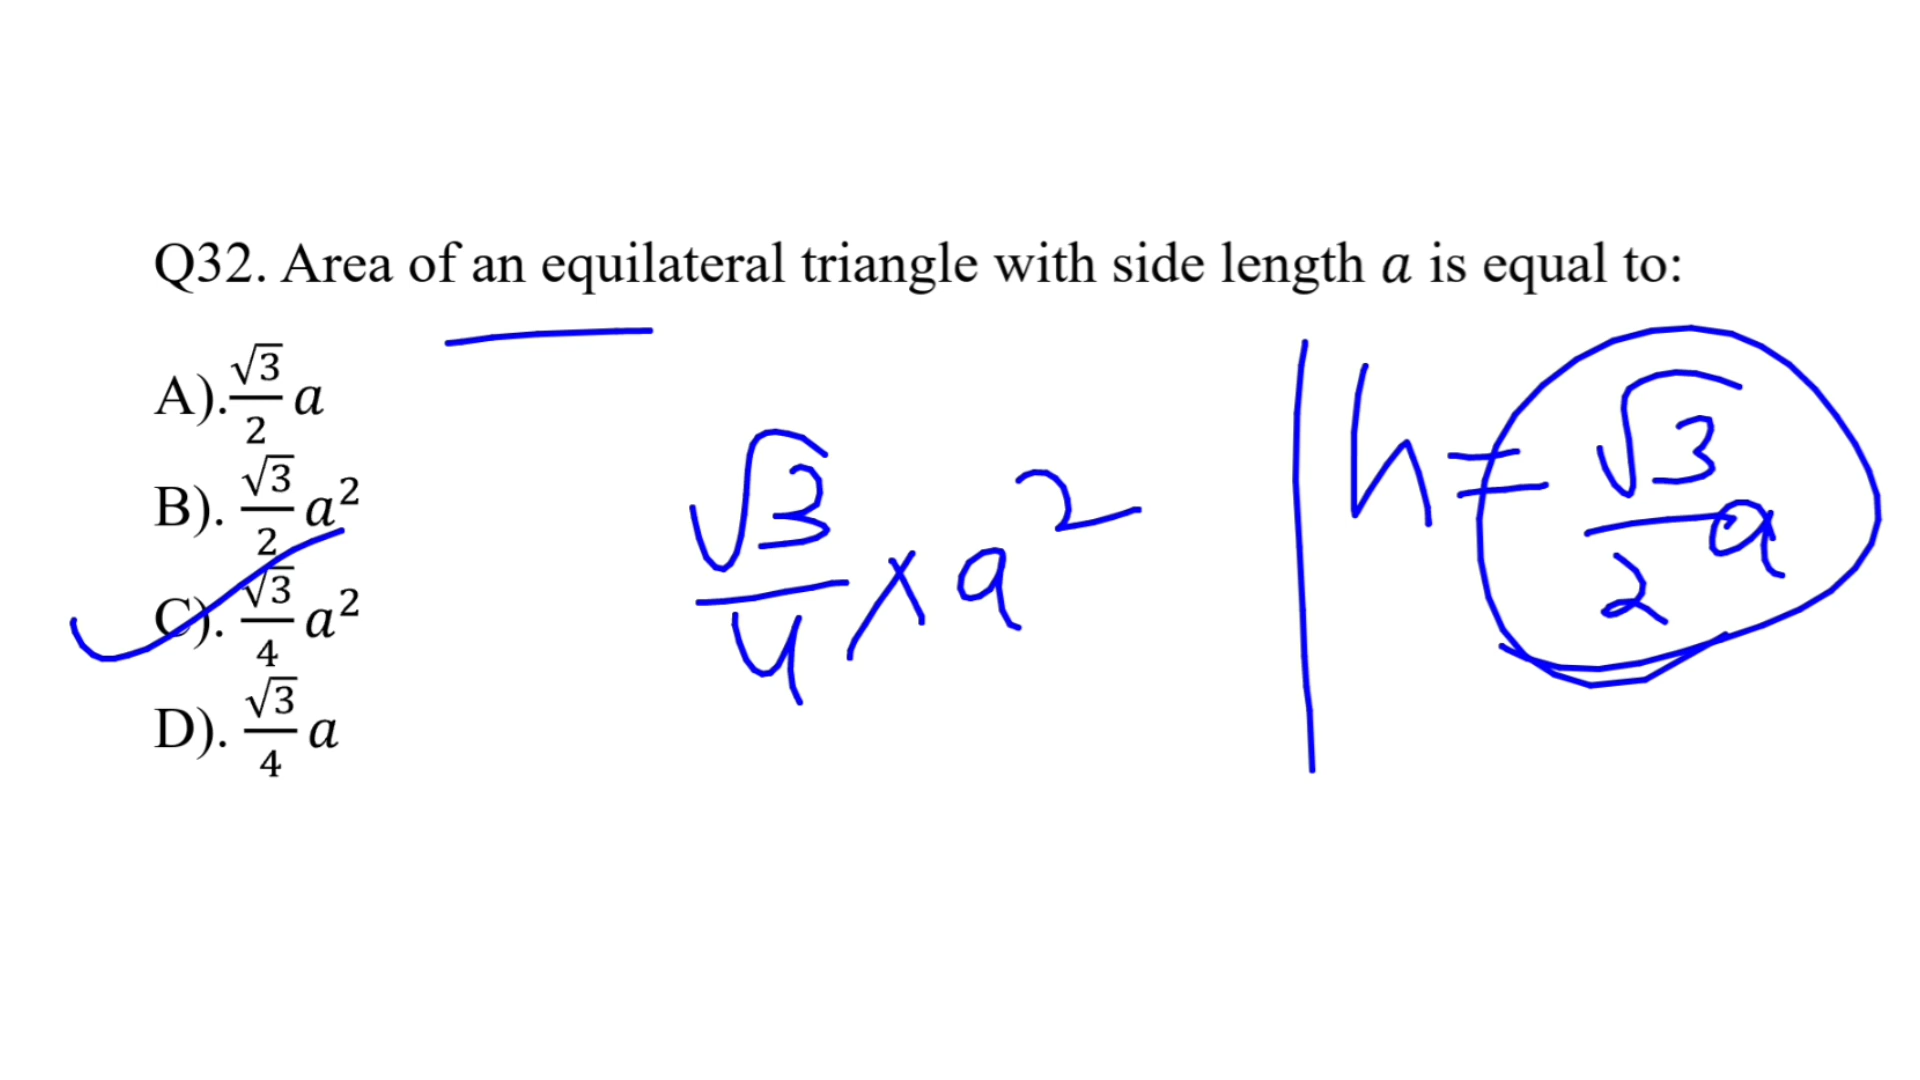 Q32. Area of an equilateral triangle with side length a is equal to:
A). √3/2 a
B). √3/2 a²
C). √3/4 a²
D). √3/4 a
√3/4 × a²
h = √3/2 a